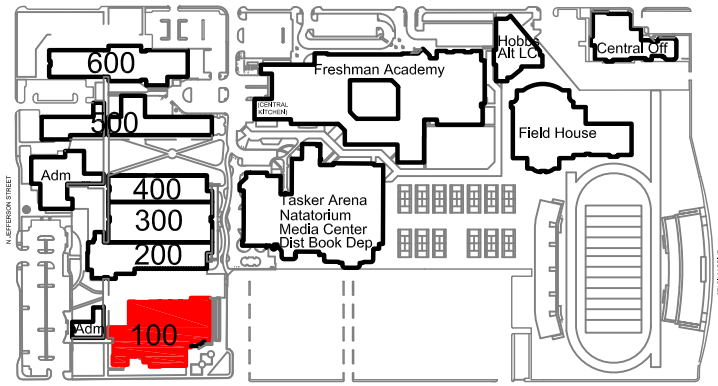 600
500
Adm
400
300
200
Adm
100
N JEFFERSON STREET
Freshman Academy
(CENTRAL
KITCHEN)
Hobbs
Alt LC
Central Off
Field House
Tasker Arena
Natatorium
Media Center
Dist Book Dep